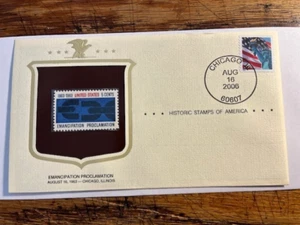 1863-1963 UNITED STATES 5 CENTS
EMANCIPATION PROCLAMATION
CHICAGO
AUG
16
2006
60607
HISTORIC STAMPS OF AMERICA
EMANCIPATION PROCLAMATION
AUGUST 16, 1963 — CHICAGO, ILLINOIS